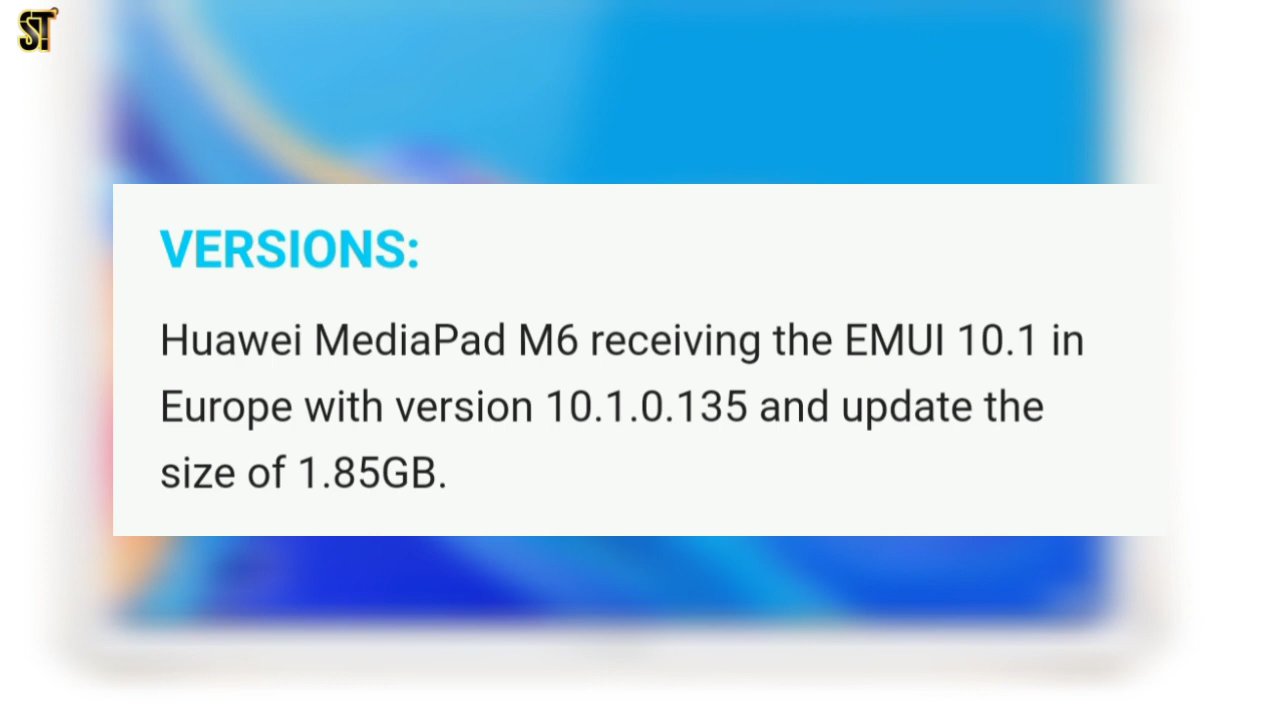 ST
VERSIONS:
Huawei MediaPad M6 receiving the EMUI 10.1 in
Europe with version 10.1.0.135 and update the
size of 1.85GB.